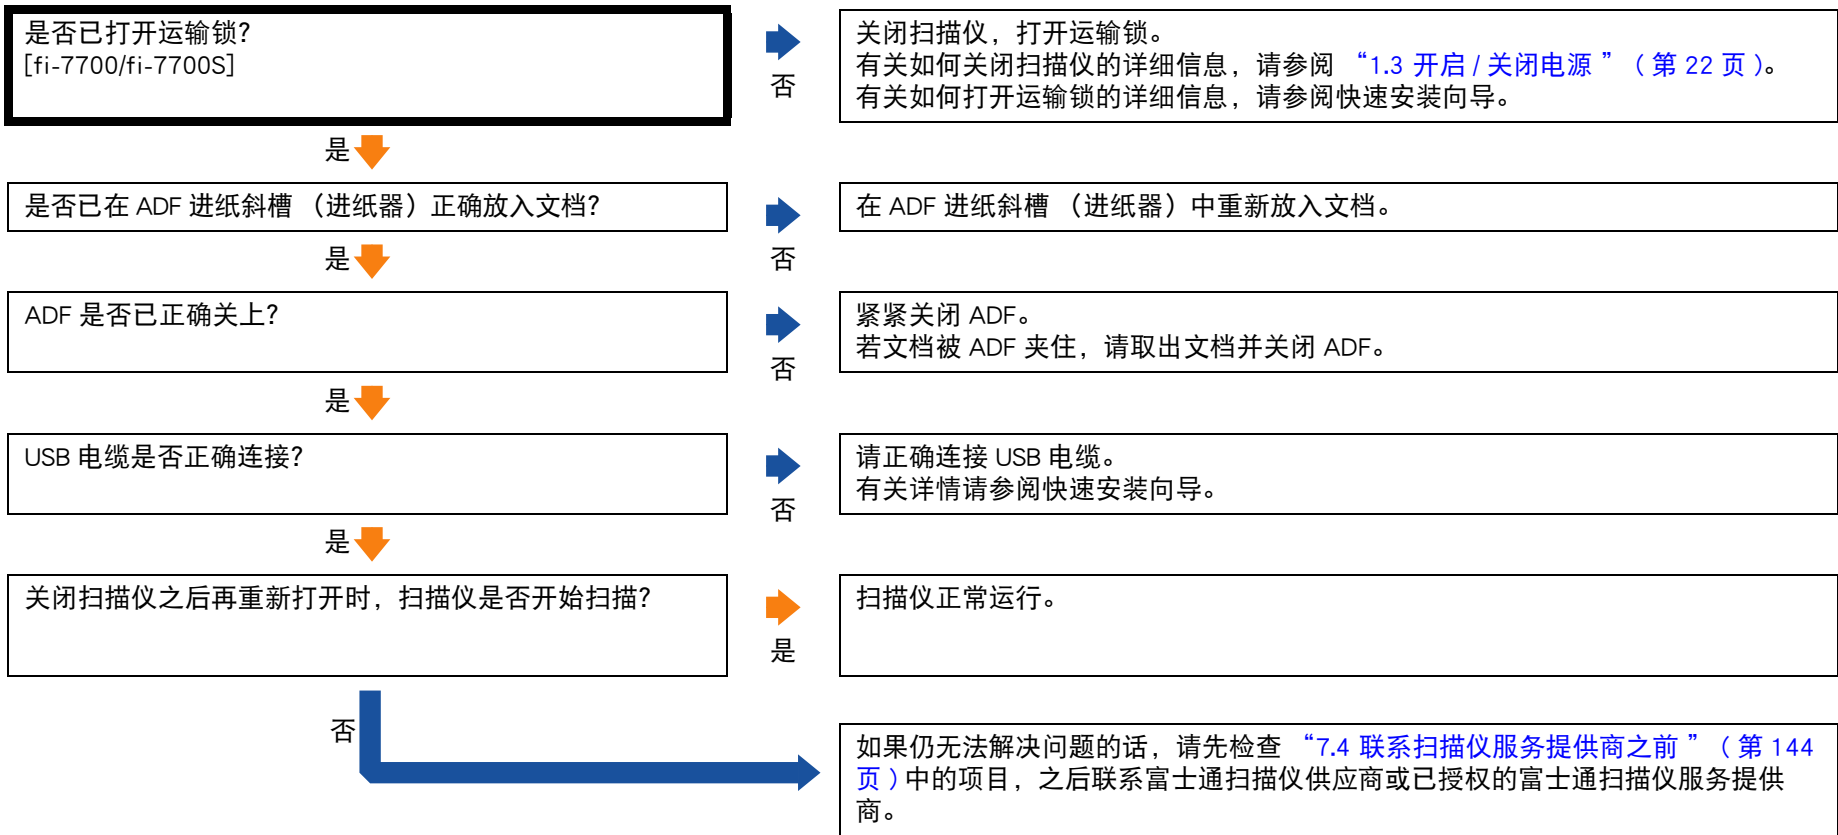 是否已打开运输锁?
[fi-7700/fi-7700S]
否
关闭扫描仪，打开运输锁。
有关如何关闭扫描仪的详细信息，请参阅 “1.3 开启 / 关闭电源 ” ( 第 22 页 )。
有关如何打开运输锁的详细信息，请参阅快速安装向导。
是
是否已在 ADF 进纸斜槽 （进纸器）正确放入文档?
否
在 ADF 进纸斜槽 （进纸器）中重新放入文档。
是
ADF 是否已正确关上?
否
紧紧关闭 ADF。
若文档被 ADF 夹住，请取出文档并关闭 ADF。
是
USB 电缆是否正确连接?
否
请正确连接 USB 电缆。
有关详情请参阅快速安装向导。
是
关闭扫描仪之后再重新打开时，扫描仪是否开始扫描?
是
扫描仪正常运行。
否
如果仍无法解决问题的话，请先检查 “7.4 联系扫描仪服务提供商之前 ” ( 第 144
页 ) 中的项目，之后联系富士通扫描仪供应商或已授权的富士通扫描仪服务提供
商。